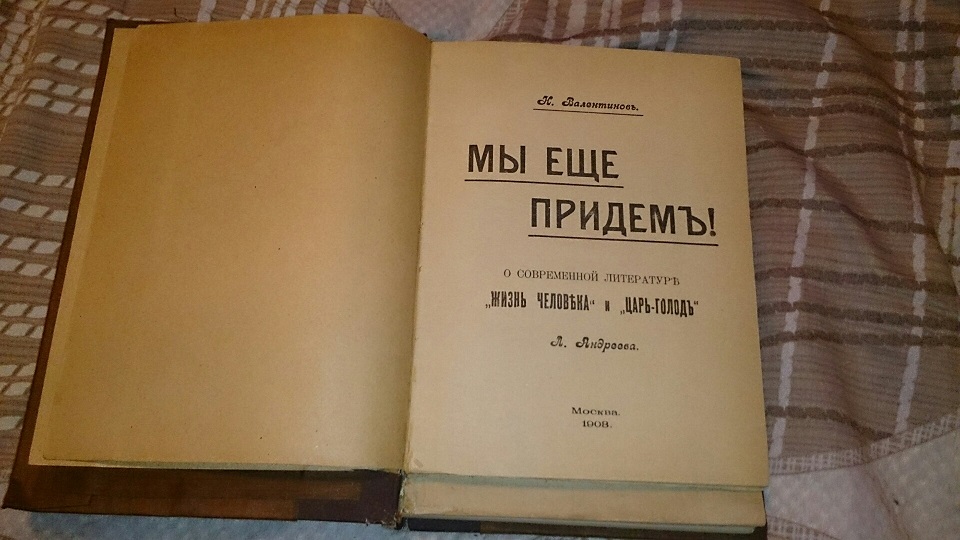 Н. Валентиновъ.
МЫ ЕЩЕ
ПРИДЕМЪ!
О СОВРЕМЕННОЙ ЛИТЕРАТУРѢ
„ЖИЗНЬ ЧЕЛОВѢКА“ и „ЦАРЬ-ГОЛОДЪ“
Л. Андреева.
Москва.
1908.